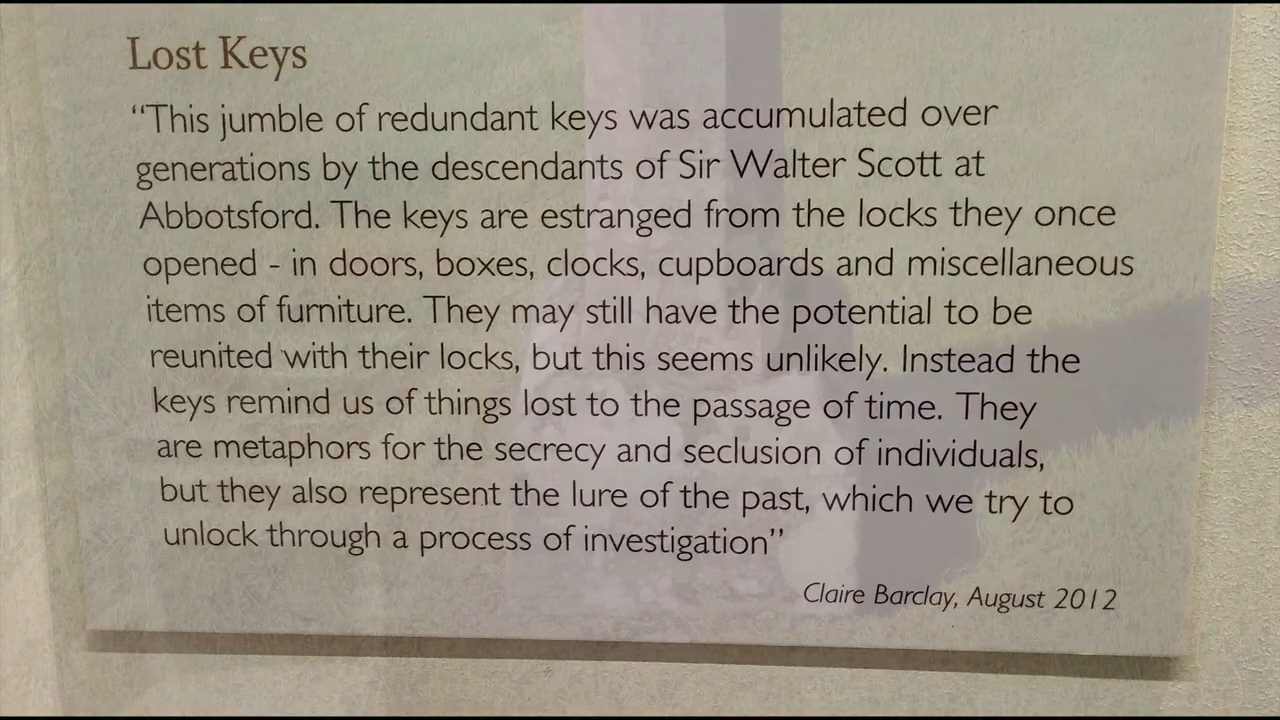 Lost Keys
“This jumble of redundant keys was accumulated over
generations by the descendants of Sir Walter Scott at
Abbotsford. The keys are estranged from the locks they once
opened - in doors, boxes, clocks, cupboards and miscellaneous
items of furniture. They may still have the potential to be
reunited with their locks, but this seems unlikely. Instead the
keys remind us of things lost to the passage of time. They
are metaphors for the secrecy and seclusion of individuals,
but they also represent the lure of the past, which we try to
unlock through a process of investigation”
Claire Barclay, August 2012